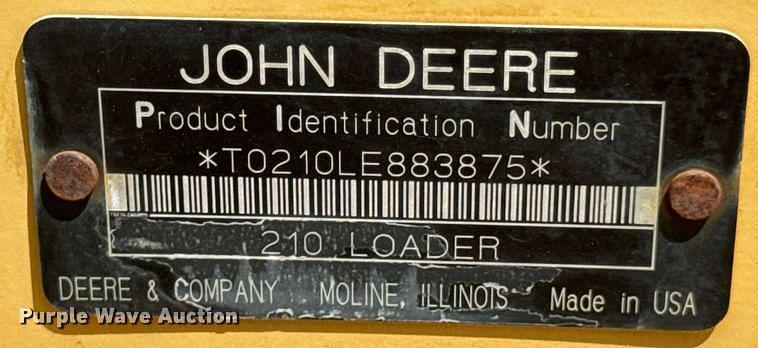 JOHN DEERE
Product Identification Number
*T0210LE883875*
210 LOADER
DEERE & COMPANY MOLINE, ILLINOIS Made in USA
Purple Wave Auction